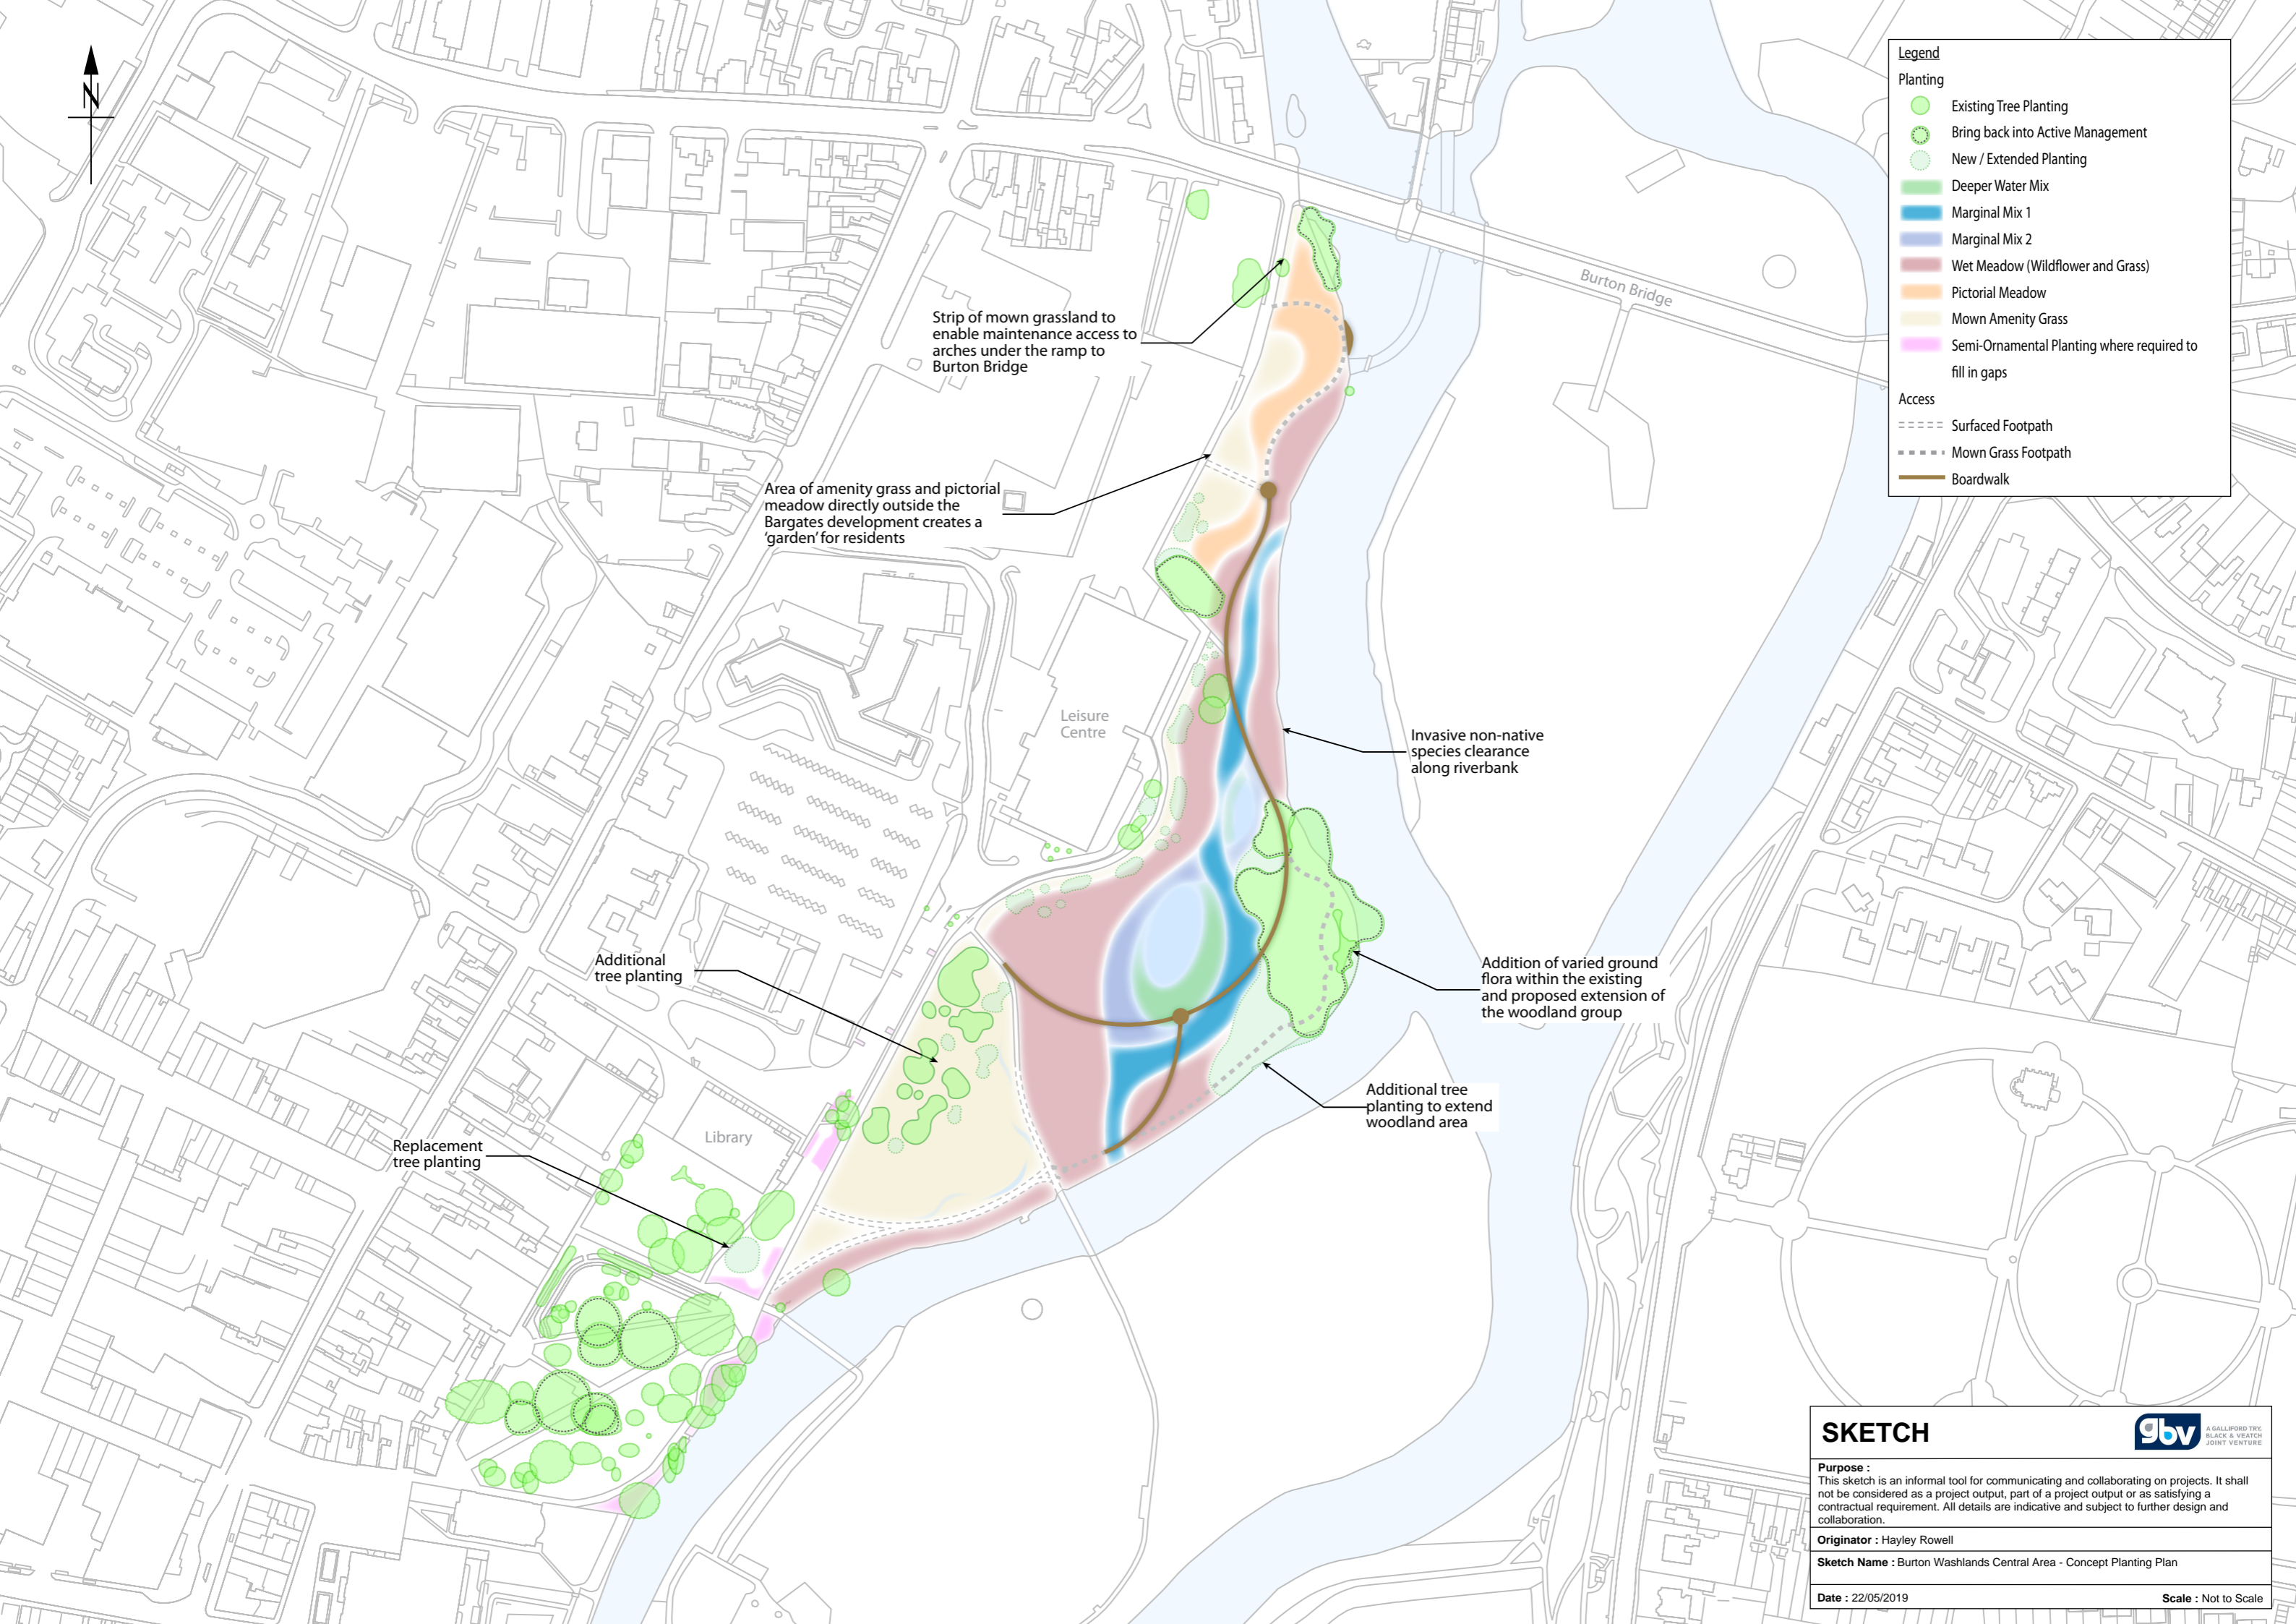 N
Legend
Planting
Existing Tree Planting
Bring back into Active Management
New / Extended Planting
Deeper Water Mix
Marginal Mix 1
Marginal Mix 2
Wet Meadow (Wildflower and Grass)
Pictorial Meadow
Mown Amenity Grass
Semi-Ornamental Planting where required to
fill in gaps
Access
Surfaced Footpath
Mown Grass Footpath
Boardwalk
Burton Bridge
Strip of mown grassland to
enable maintenance access to
arches under the ramp to
Burton Bridge
Area of amenity grass and pictorial
meadow directly outside the
Bargates development creates a
‘garden’ for residents
Leisure
Centre
Invasive non-native
species clearance
along riverbank
Additional
tree planting
Addition of varied ground
flora within the existing
and proposed extension of
the woodland group
Additional tree
planting to extend
woodland area
Library
Replacement
tree planting
SKETCH
gbv
A GALLIFORD TRY,
BLACK & VEATCH
JOINT VENTURE
Purpose :
This sketch is an informal tool for communicating and collaborating on projects. It shall
not be considered as a project output, part of a project output or as satisfying a
contractual requirement. All details are indicative and subject to further design and
collaboration.
Originator : Hayley Rowell
Sketch Name : Burton Washlands Central Area - Concept Planting Plan
Date : 22/05/2019
Scale : Not to Scale